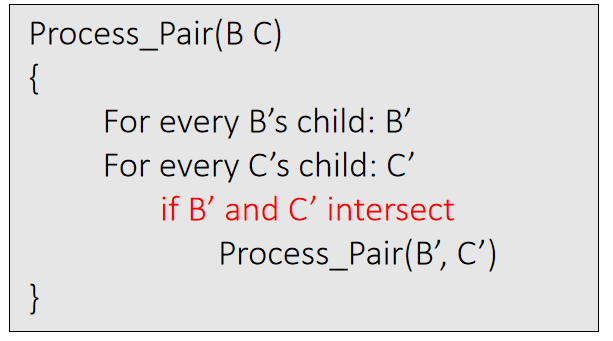 Process_Pair(B C)
{
For every B’s child: B’
For every C’s child: C’
if B’ and C’ intersect
Process_Pair(B’, C’)
}